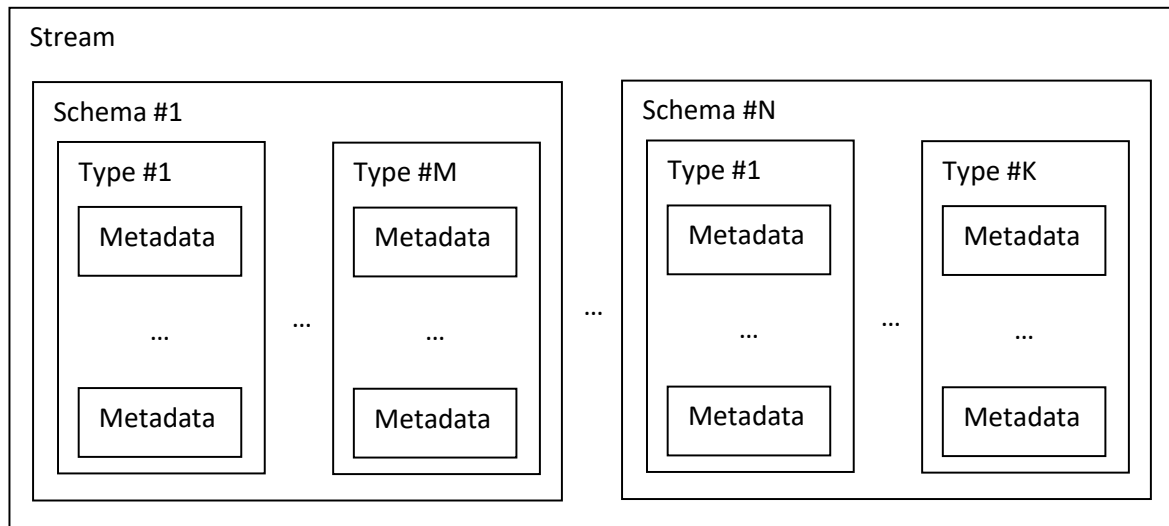 Stream
Schema #1
Type #1
Metadata
...
Metadata
...
Type #M
Metadata
...
Metadata
...
Schema #N
Type #1
Metadata
...
Metadata
...
Type #K
Metadata
...
Metadata